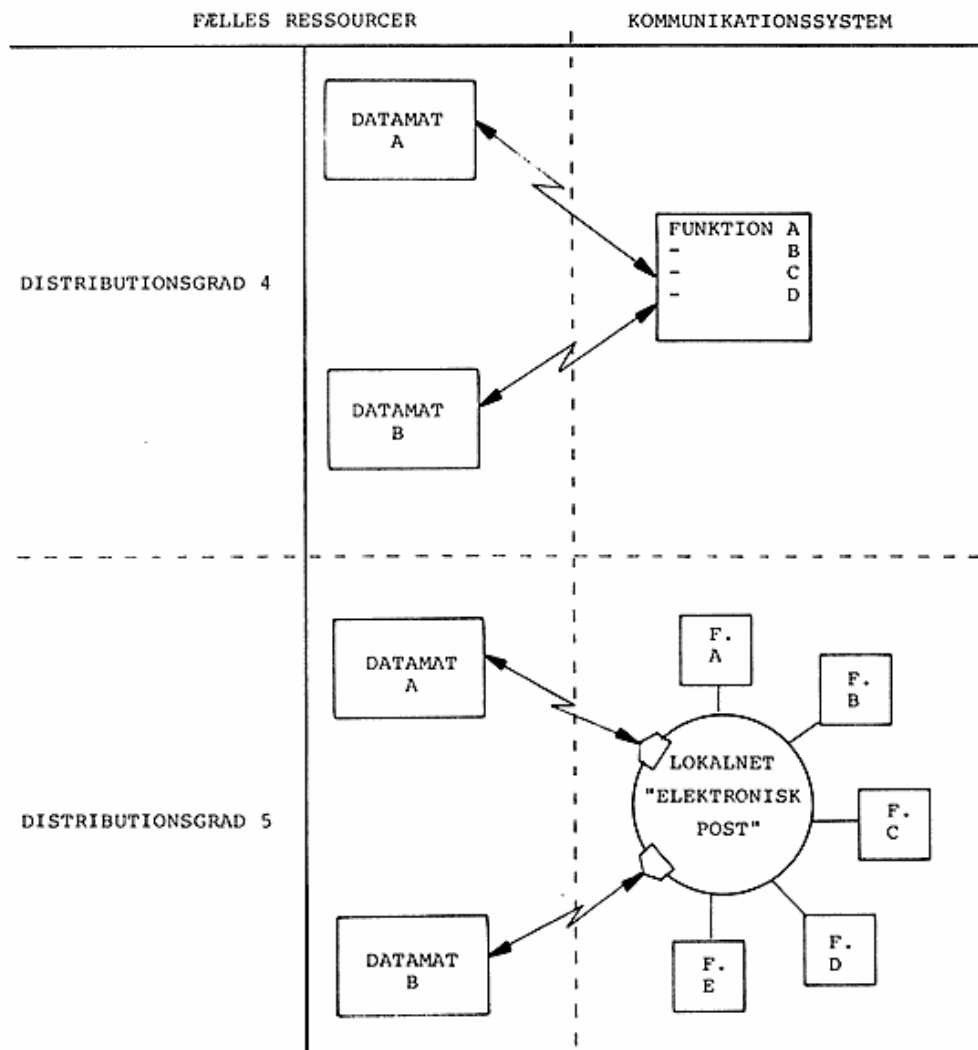 FÆLLES RESSOURCER
KOMMUNIKATIONSSYSTEM
DISTRIBUTIONSGRAD 4
DATAMAT
A
DATAMAT
B
FUNKTION A
- B
- C
- D
DISTRIBUTIONSGRAD 5
DATAMAT
A
DATAMAT
B
LOKALNET
"ELEKTRONISK
POST"
F.
A
F.
B
F.
C
F.
D
F.
E